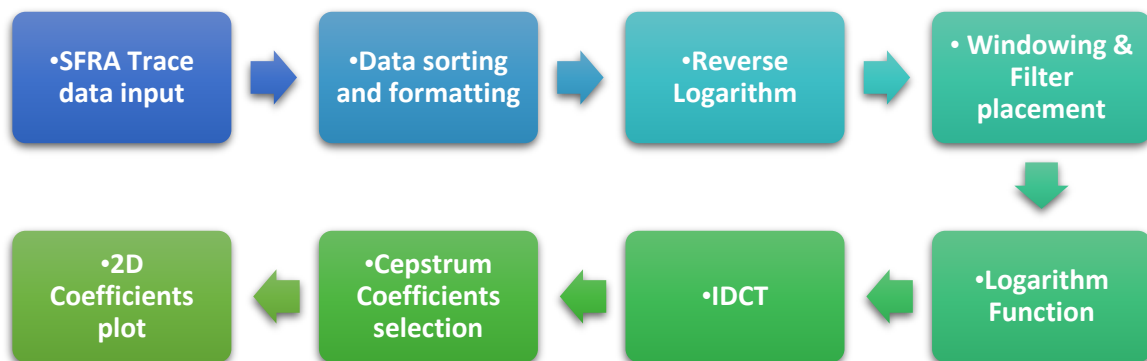 •SFRA Trace
data input
•Data sorting
and formatting
•Reverse
Logarithm
• Windowing &
Filter
placement
•Logarithm
Function
•IDCT
•Cepstrum
Coefficients
selection
•2D
Coefficients
plot